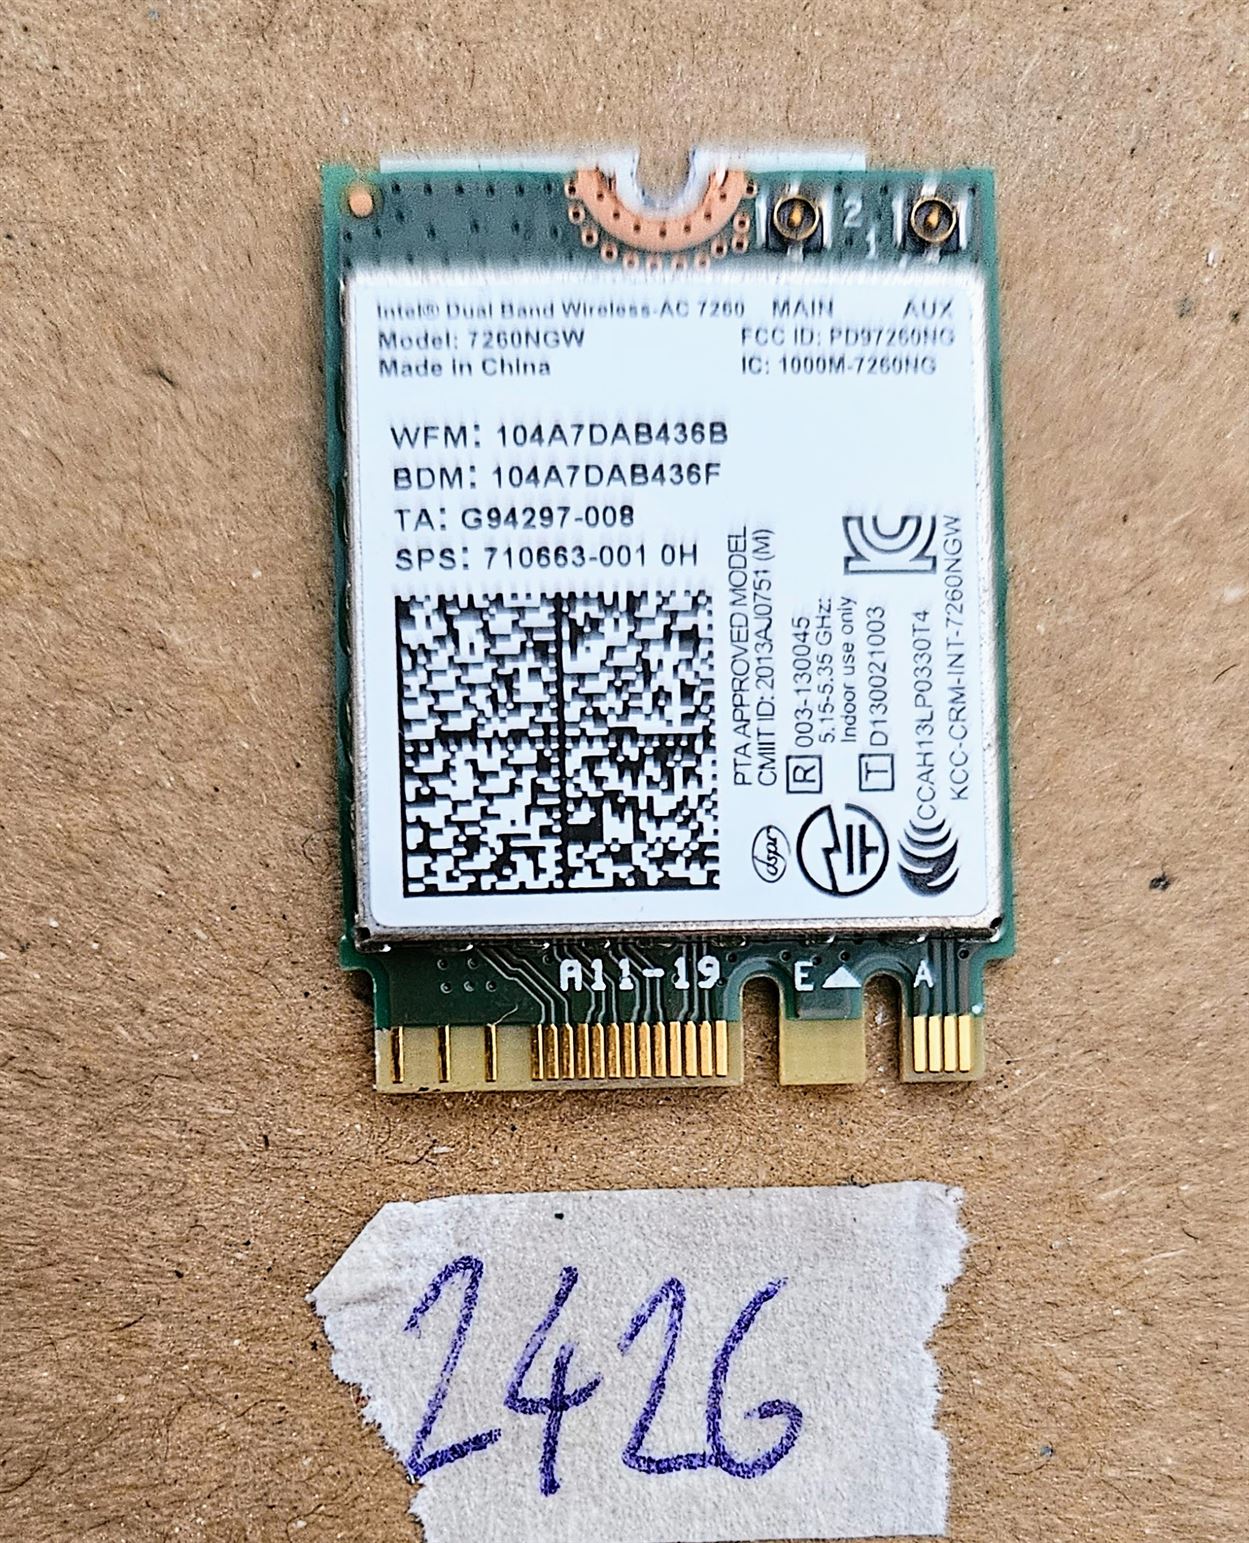 2
1
Intel® Dual Band Wireless-AC 7260 MAIN AUX
Model: 7260NGW FCC ID: PD97260NG
Made in China IC: 1000M-7260NG
WFM: 104A7DAB436B
BDM: 104A7DAB436F
TA: G94297-008
SPS: 710663-001 0H
PTA APPROVED MODEL
CMIIT ID: 2013AJ0751 (M)
R 003-130045
5.15-5.35 GHz:
Indoor use only
T D130021003
CCAH13LP0330T4
KCC-CRM-INT-7260NGW
A11-19 E A
2426